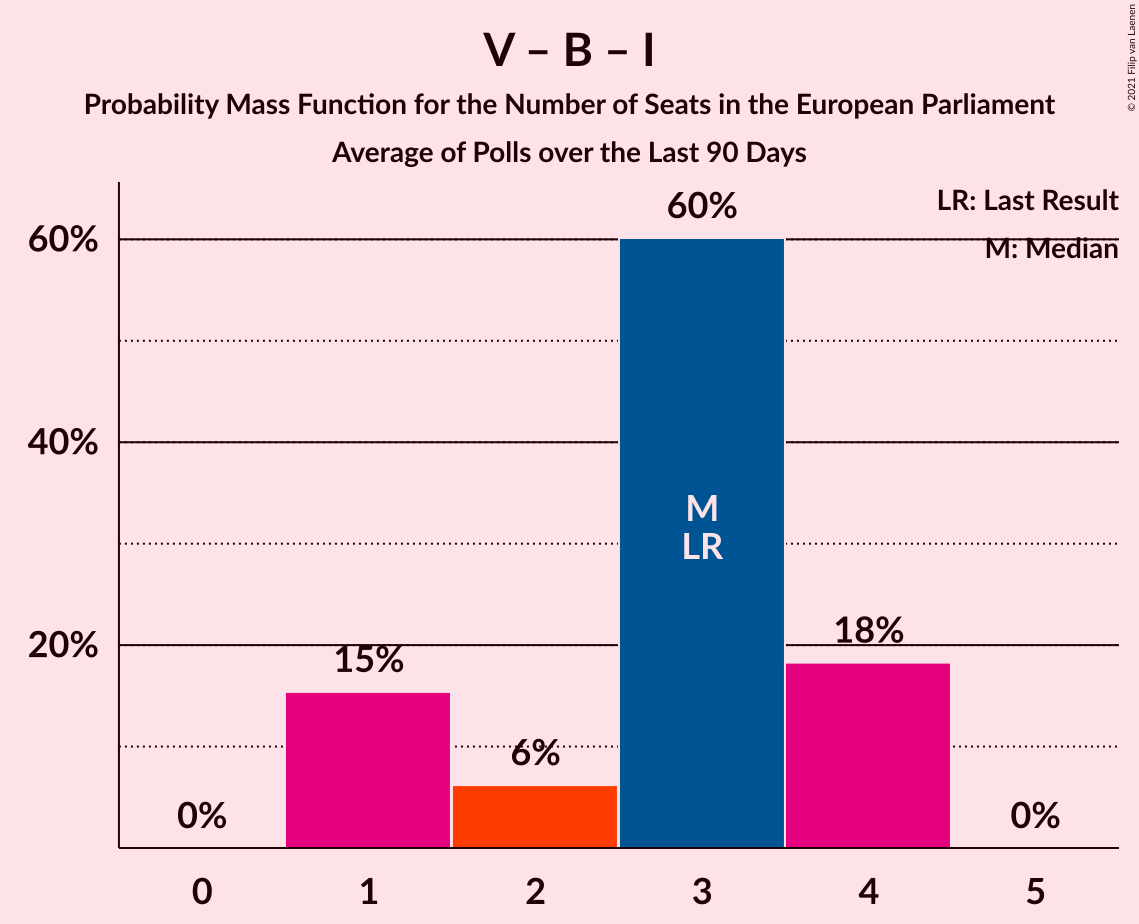 V – B – I
Probability Mass Function for the Number of Seats in the European Parliament
Average of Polls over the Last 90 Days
© 2021 Filip van Laenen
LR: Last Result
M: Median
60%
40%
20%
0%
15%
6%
60%
M
LR
18%
0%
0
1
2
3
4
5